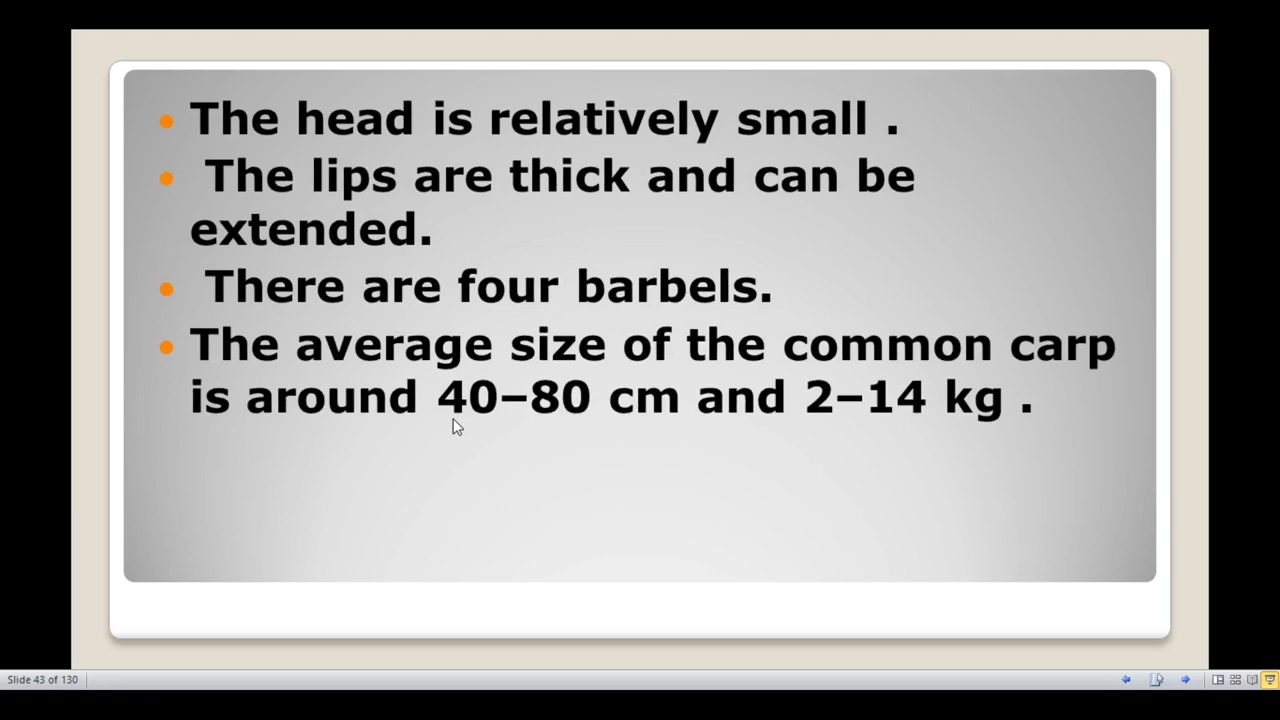 • The head is relatively small .
• The lips are thick and can be
extended.
• There are four barbels.
• The average size of the common carp
is around 40–80 cm and 2–14 kg .
Slide 43 of 130